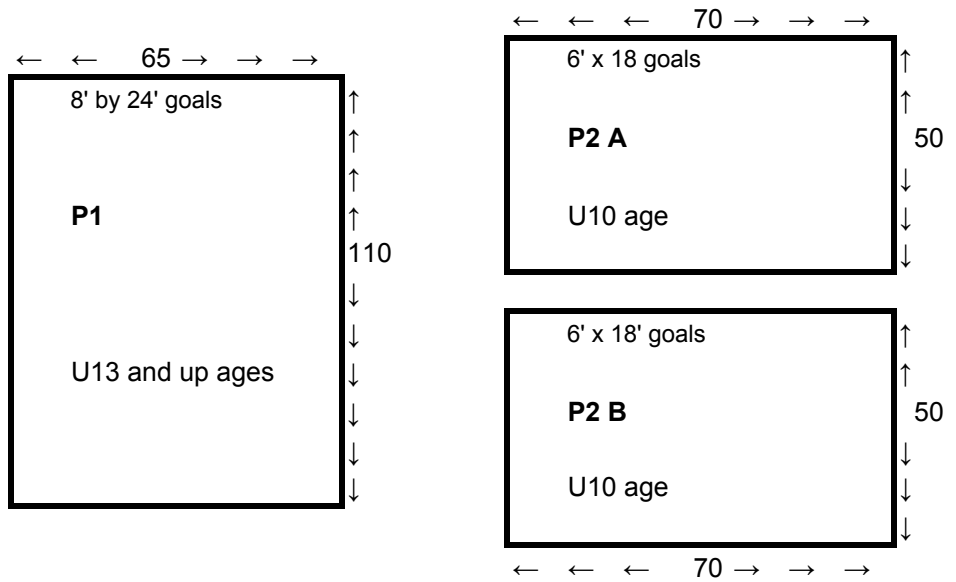 ← ← 65 → → →
8' by 24' goals
↑
↑
↑
P1 ↑
110
↓
↓
U13 and up ages ↓
↓
↓
↓
← ← ← 70 → → →
6' x 18 goals ↑
↑
P2 A 50
↓
U10 age ↓
↓
6' x 18' goals ↑
↑
P2 B 50
↓
U10 age ↓
↓
← ← ← 70 → → →